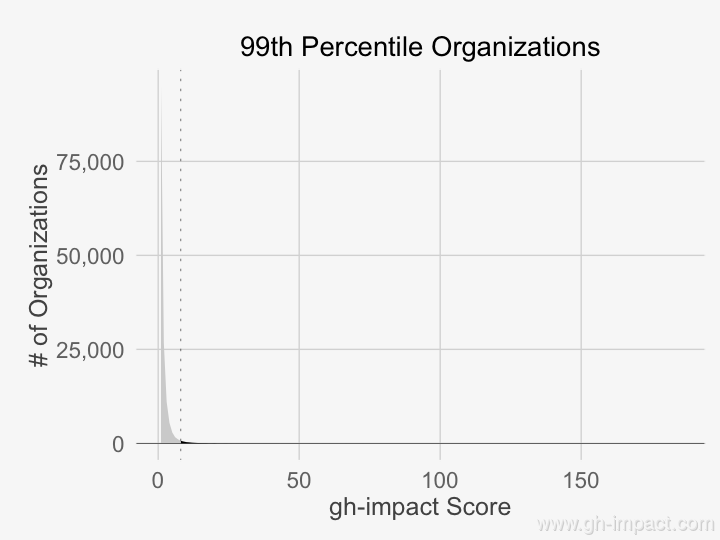 99th Percentile Organizations
# of Organizations
75,000
50,000
25,000
0
0 50 100 150
gh-impact Score
www.gh-impact.com